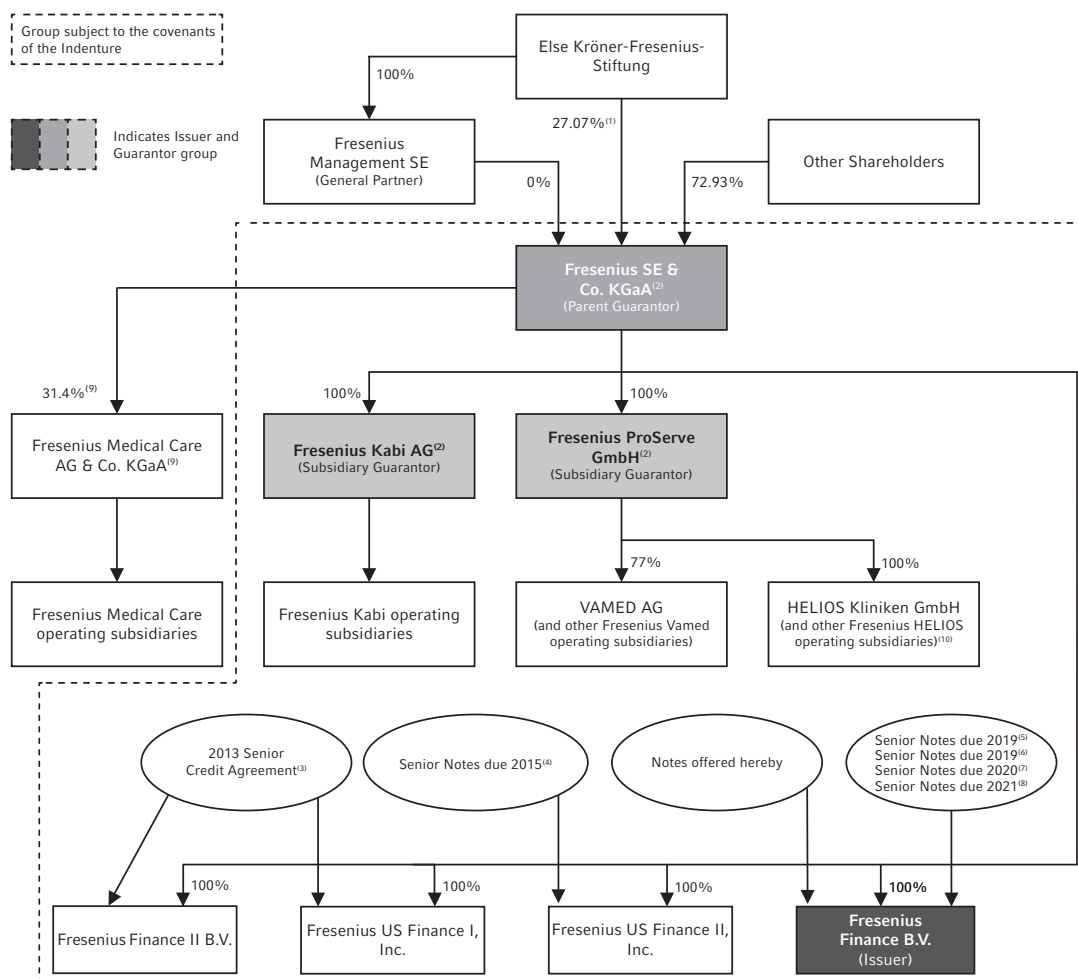 Group subject to the covenants
of the Indenture
Else Kröner-Fresenius-
Stiftung
100%
Indicates Issuer and
Guarantor group
27.07%(1)
Fresenius
Management SE
(General Partner)
Other Shareholders
0%
72.93%
Fresenius SE &
Co. KGaA(2)
(Parent Guarantor)
31.4%(9)
100%
100%
Fresenius Medical Care
AG & Co. KGaA(9)
Fresenius Kabi AG(2)
(Subsidiary Guarantor)
Fresenius ProServe
GmbH(2)
(Subsidiary Guarantor)
77%
100%
Fresenius Medical Care
operating subsidiaries
Fresenius Kabi operating
subsidiaries
VAMED AG
(and other Fresenius Vamed
operating subsidiaries)
HELIOS Kliniken GmbH
(and other Fresenius HELIOS
operating subsidiaries)(10)
2013 Senior
Credit Agreement(3)
Senior Notes due 2015(4)
Notes offered hereby
Senior Notes due 2019(5)
Senior Notes due 2019(6)
Senior Notes due 2020(7)
Senior Notes due 2021(8)
100%
100%
100%
100%
Fresenius Finance II B.V.
Fresenius US Finance I,
Inc.
Fresenius US Finance II,
Inc.
Fresenius
Finance B.V.
(Issuer)